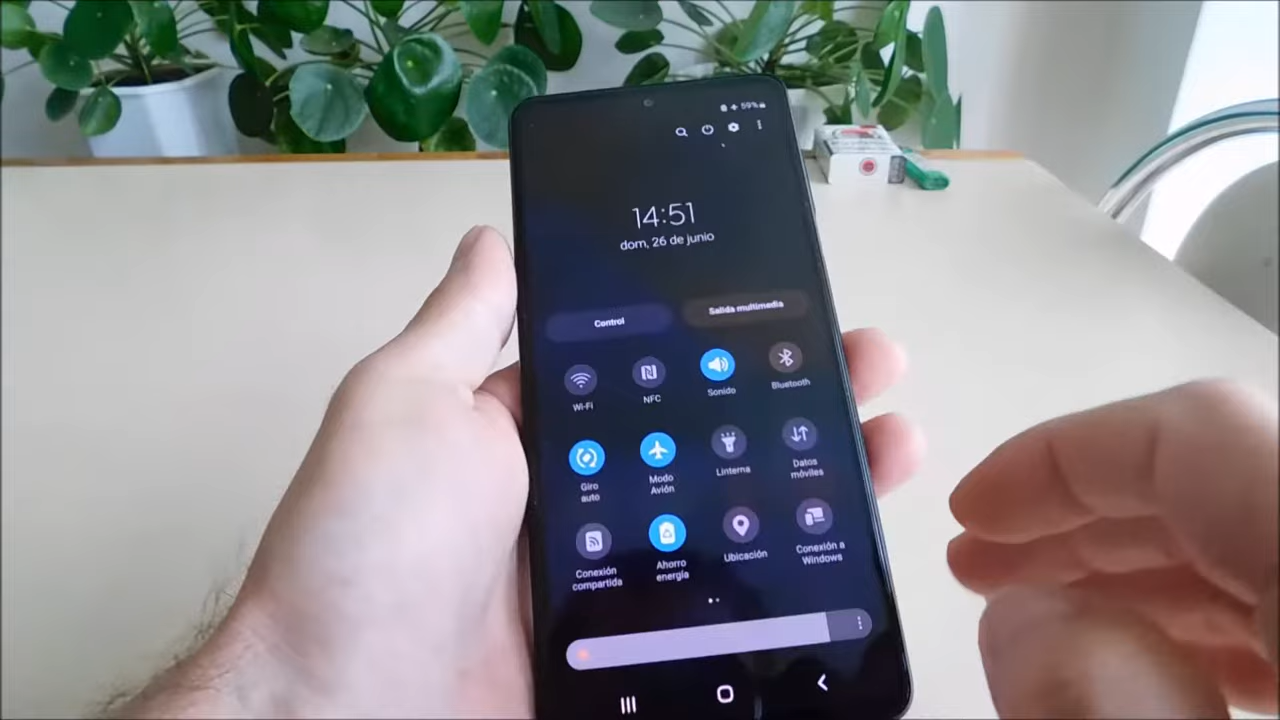 59%
14:51
dom, 26 de junio
Control
Salida multimedia
Wi-Fi
NFC
Sonido
Bluetooth
Giro
auto
Modo
Avión
Linterna
Datos
móviles
Conexión
compartida
Ahorro
energía
Ubicación
Conexión a
Windows